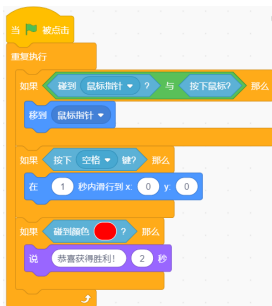 当 被点击
重复执行
如果 碰到 鼠标指针 ? 与 按下鼠标? 那么
移到 鼠标指针
如果 按下 空格 键? 那么
在 1 秒内滑行到 x: 0 y: 0
如果 碰到颜色 ? 那么
说 恭喜获得胜利! 2 秒